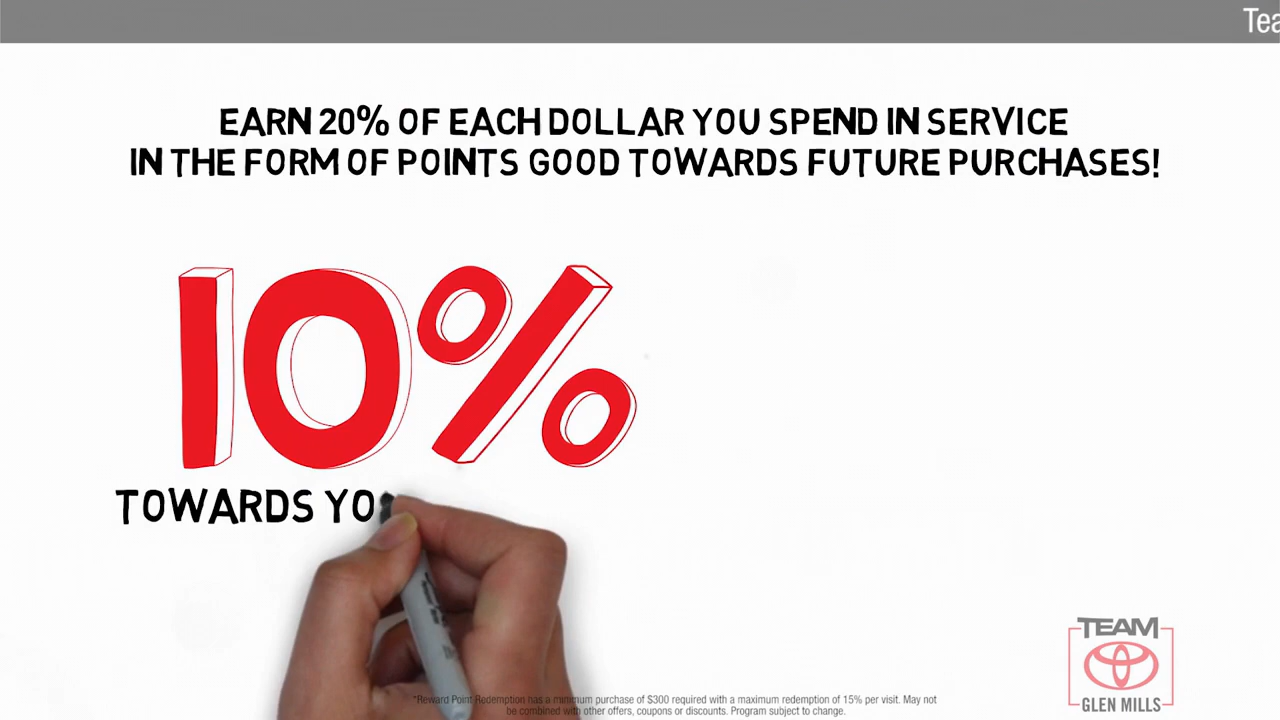 Tea
EARN 20% OF EACH DOLLAR YOU SPEND IN SERVICE
IN THE FORM OF POINTS GOOD TOWARDS FUTURE PURCHASES!
10%
TOWARDS YO
TEAM
GLEN MILLS
*Reward Point Redemption has a minimum purchase of $300 required with a maximum redemption of 15% per visit. May not
be combined with other offers, coupons or discounts. Program subject to change.